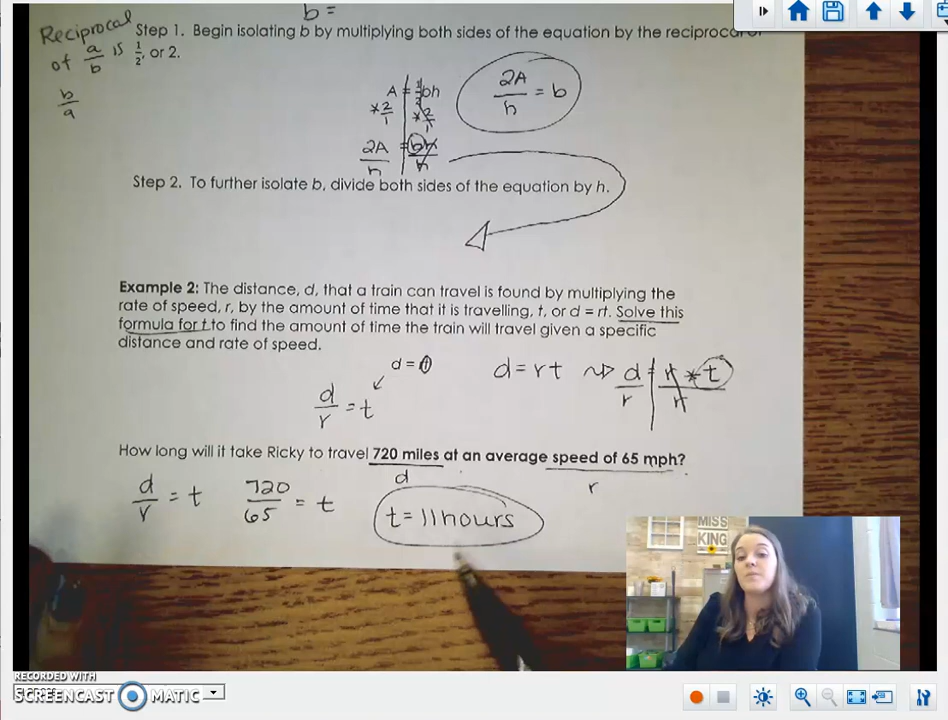 b =
Reciprocal
of a/b is
b/a
Step 1. Begin isolating b by multiplying both sides of the equation by the reciprocal of
1/2, or 2.
A = 1/2 bh
*2/1 *2/1
2A/h = bh/h
2A/h = b
Step 2. To further isolate b, divide both sides of the equation by h.
Example 2: The distance, d, that a train can travel is found by multiplying the
rate of speed, r, by the amount of time that it is travelling, t, or d = rt. Solve this
formula for t to find the amount of time the train will travel given a specific
distance and rate of speed.
d = t
d/r = t
d = rt ⇝ d/r = r * t/r
How long will it take Ricky to travel 720 miles at an average speed of 65 mph?
d
r
d/r = t
720/65 = t
t = 11 hours
MISS
KING
RECORDED WITH
SCREENCAST MATIC